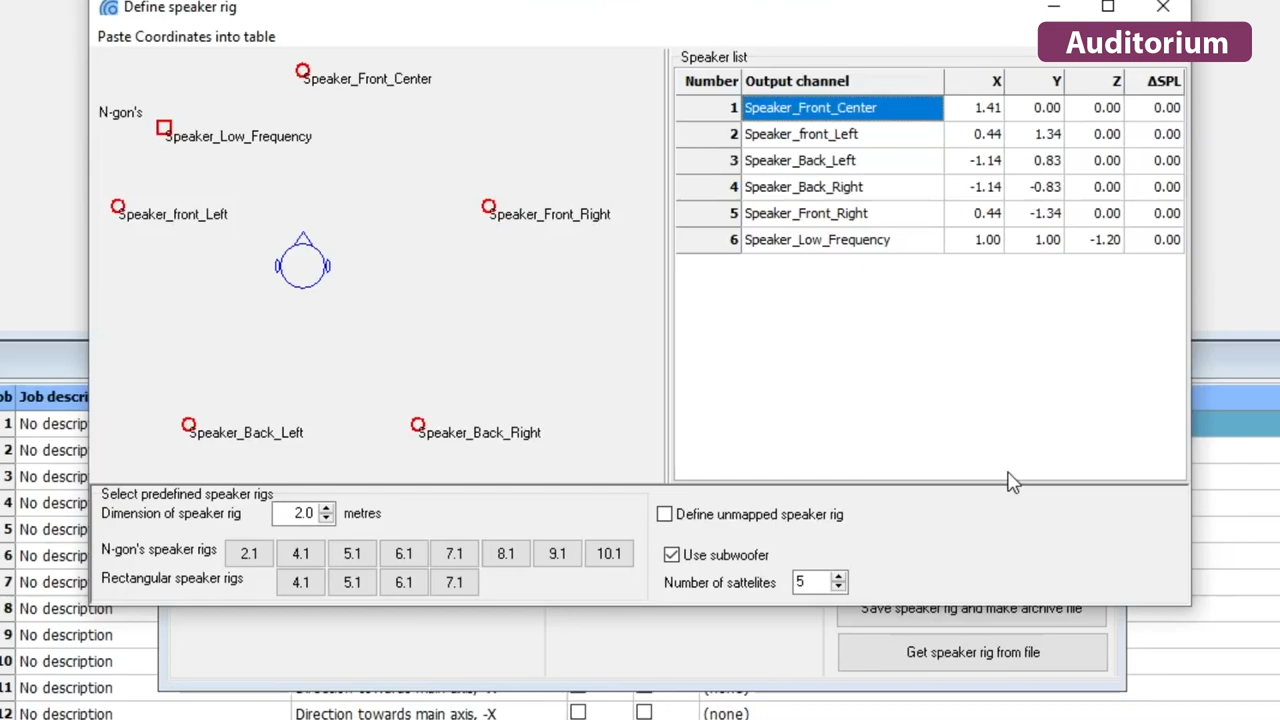 Define speaker rig
Auditorium
Paste Coordinates into table
Speaker_Front_Center
N-gon's
Speaker_Low_Frequency
Speaker_front_Left
Speaker_Front_Right
Speaker_Back_Left
Speaker_Back_Right
Speaker list
Number Output channel X Y Z ΔSPL
1 Speaker_Front_Center 1.41 0.00 0.00 0.00
2 Speaker_front_Left 0.44 1.34 0.00 0.00
3 Speaker_Back_Left -1.14 0.83 0.00 0.00
4 Speaker_Back_Right -1.14 -0.83 0.00 0.00
5 Speaker_Front_Right 0.44 -1.34 0.00 0.00
6 Speaker_Low_Frequency 1.00 1.00 -1.20 0.00
Select predefined speaker rigs
Dimension of speaker rig 2.0 metres
N-gon's speaker rigs 2.1 4.1 5.1 6.1 7.1 8.1 9.1 10.1
Rectangular speaker rigs 4.1 5.1 6.1 7.1
Define unmapped speaker rig
Use subwoofer
Number of sattelites 5
ob Job descri
1 No descrip
2 No descrip
3 No descrip
4 No descrip
5 No descrip
6 No descrip
7 No descrip
8 No description
9 No description
10 No description
11 No description Direction towards main axis, -X (none)
12 No description Direction towards main axis, -X (none)
Save speaker rig and make archive file
Get speaker rig from file